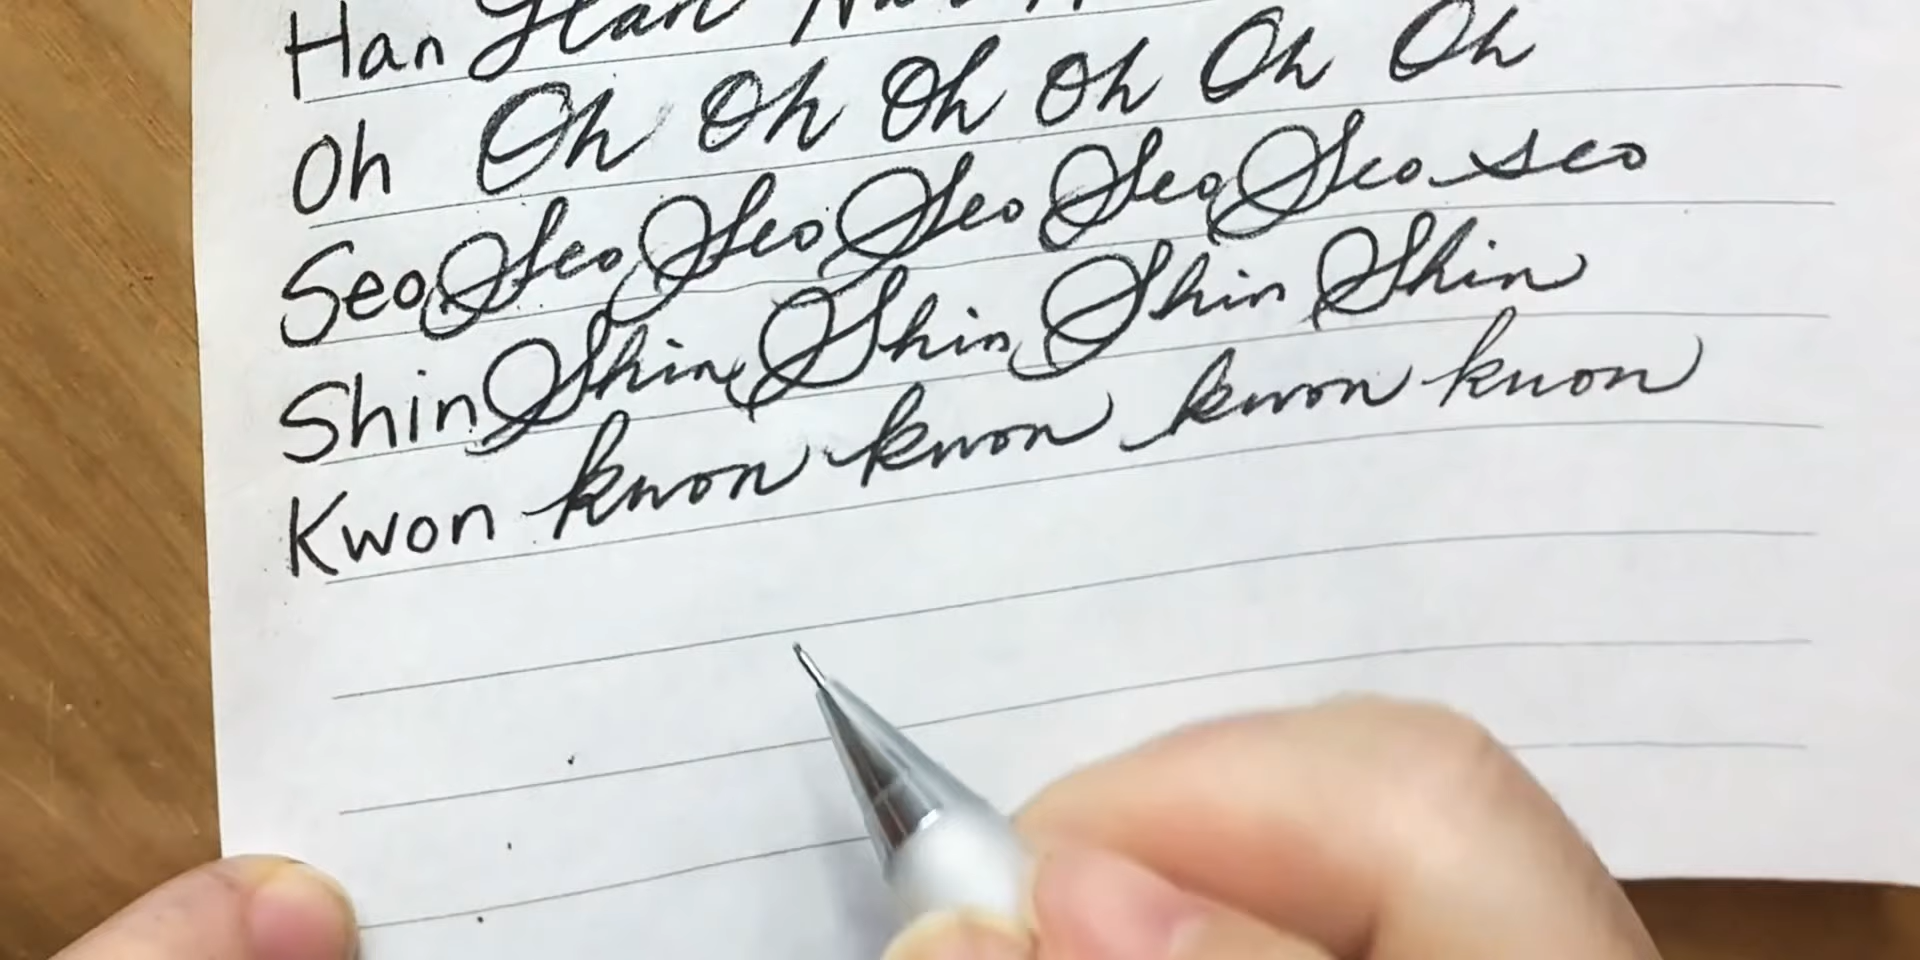 Han Han Han
Oh Oh Oh Oh Oh Oh Oh
Seo Seo Seo Seo Seo Seo seo
Shin Shin Shin Shin Shin
Kwon kwon kwon kwon kwon